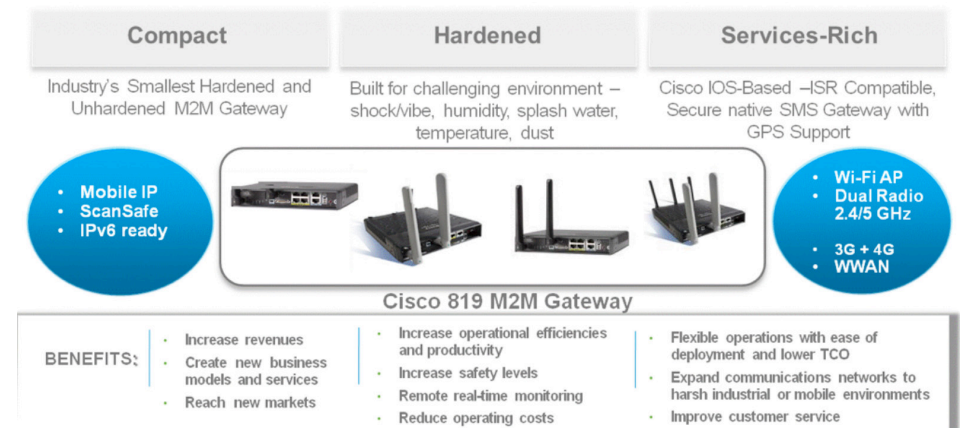 Compact
Hardened
Services-Rich
Industry's Smallest Hardened and
Unhardened M2M Gateway
Built for challenging environment –
shock/vibe, humidity, splash water,
temperature, dust
Cisco IOS-Based –ISR Compatible,
Secure native SMS Gateway with
GPS Support
• Mobile IP
• ScanSafe
• IPv6 ready
• Wi-Fi AP
• Dual Radio
2.4/5 GHz
• 3G + 4G
• WWAN
Cisco 819 M2M Gateway
BENEFITS:
• Increase revenues
• Create new business
models and services
• Reach new markets
• Increase operational efficiencies
and productivity
• Increase safety levels
• Remote real-time monitoring
• Reduce operating costs
• Flexible operations with ease of
deployment and lower TCO
• Expand communications networks to
harsh industrial or mobile environments
• Improve customer service